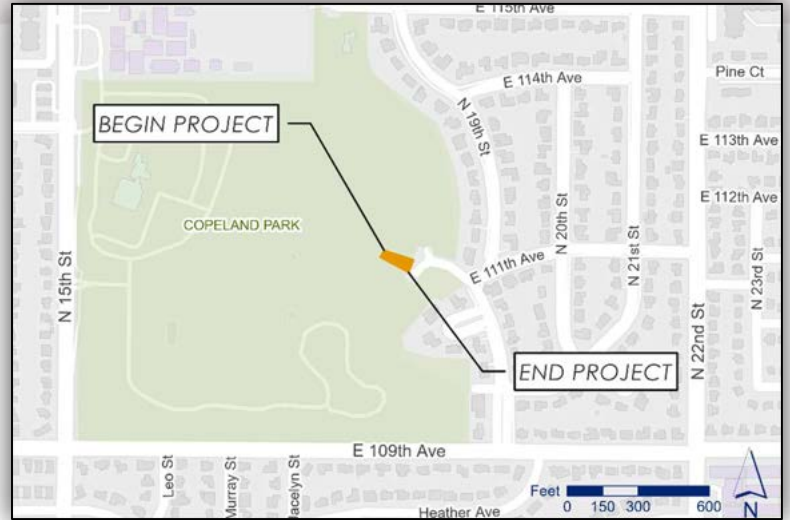 E 115th Ave
E 114th Ave
Pine Ct
BEGIN PROJECT
N 19th St
E 113th Ave
E 112th Ave
COPELAND PARK
N 20th St
N 21st St
E 111th Ave
N 15th St
N 23rd St
N 22nd St
END PROJECT
E 109th Ave
Leo St
Murray St
Jacelyn St
Heather Ave
Feet
0 150 300 600
N